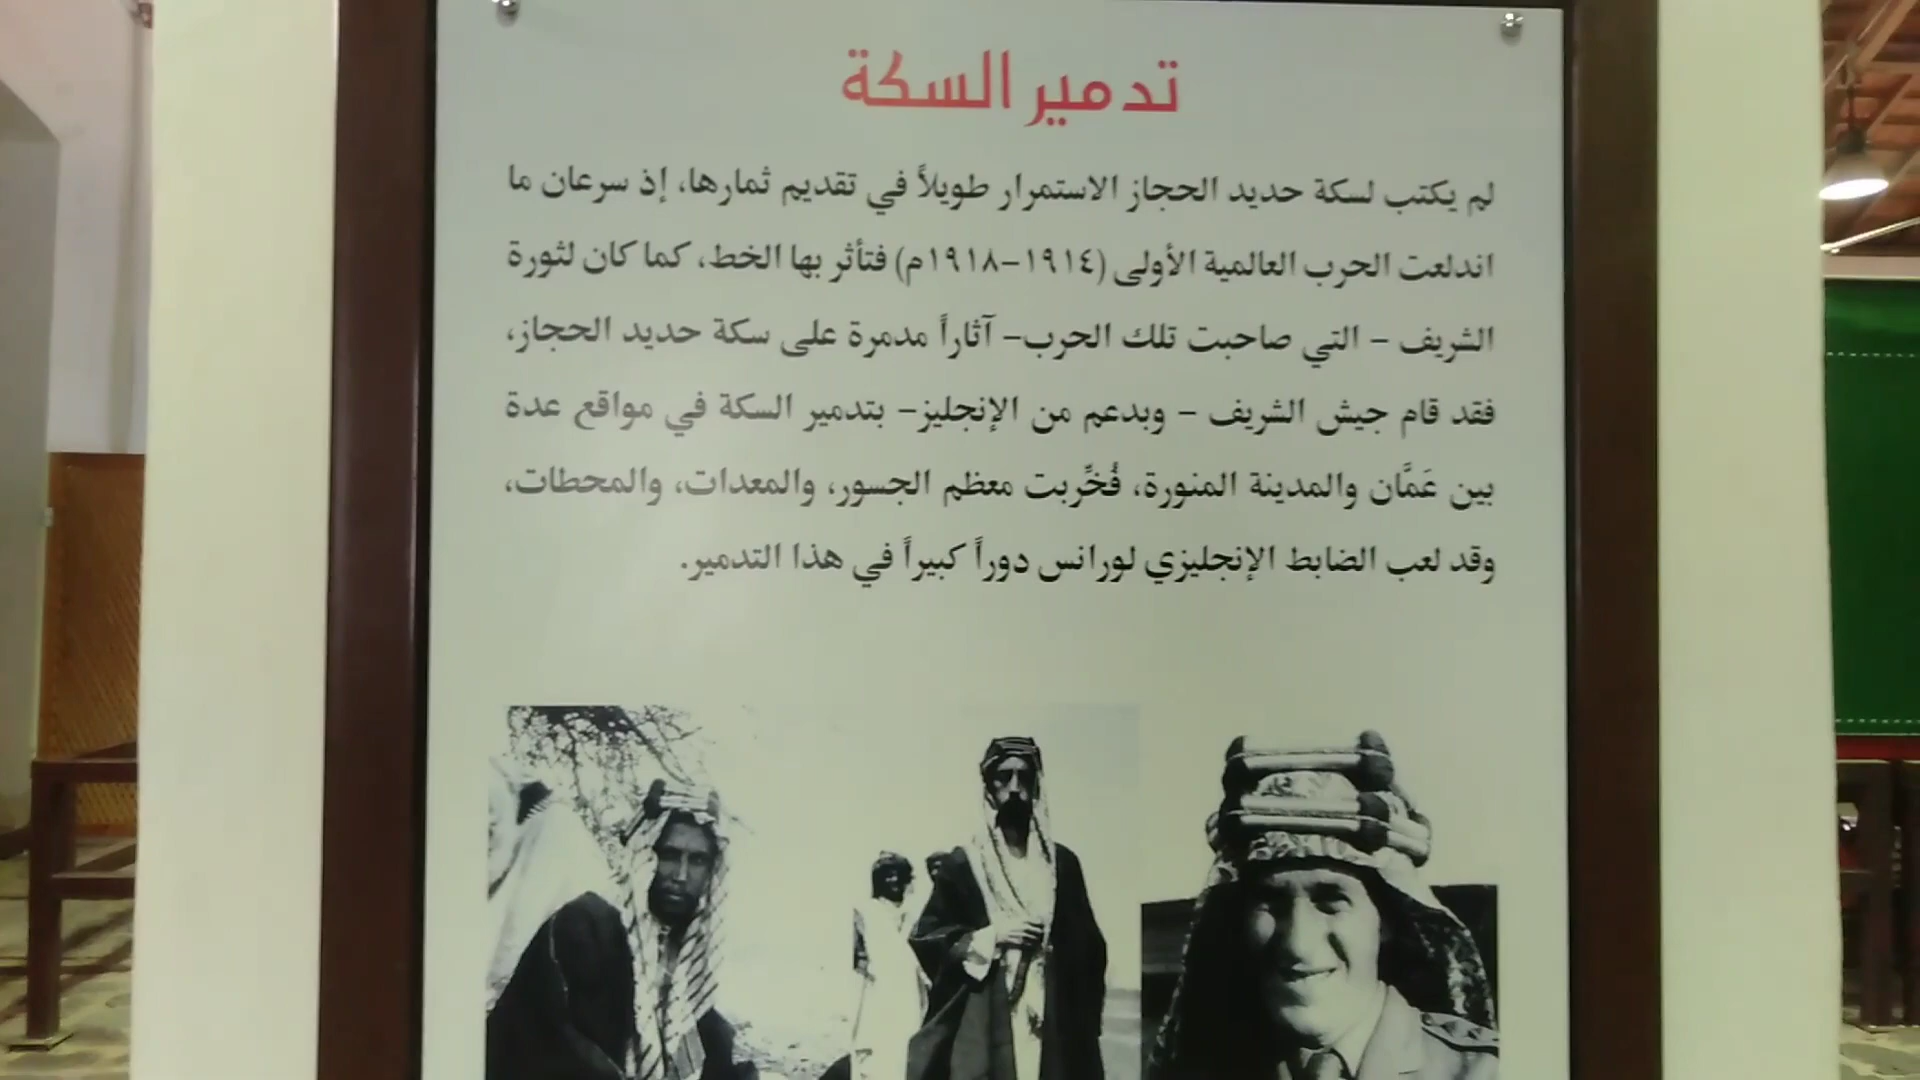 تدمير السكة
لم يكتب لسكة حديد الحجاز الاستمرار طويلاً في تقديم ثمارها، إذ سرعان ما
اندلعت الحرب العالمية الأولى (١٩١٤-١٩١٨م) فتأثر بها الخط، كما كان لثورة
الشريف - التي صاحبت تلك الحرب- آثاراً مدمرة على سكة حديد الحجاز،
فقد قام جيش الشريف - وبدعم من الإنجليز- بتدمير السكة في مواقع عدة
بين عَمَّان والمدينة المنورة، فُخرِّبت معظم الجسور، والمعدات، والمحطات،
وقد لعب الضابط الإنجليزي لورانس دوراً كبيراً في هذا التدمير.